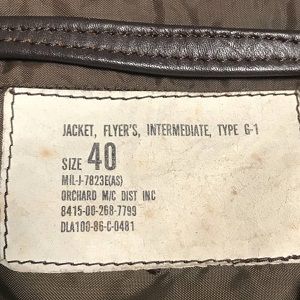 JACKET, FLYER'S, INTERMEDIATE, TYPE G-1
SIZE 40
MIL-J-7823E(AS)
ORCHARD M/C DIST INC
8415-00-268-7799
DLA100-86-C-0481